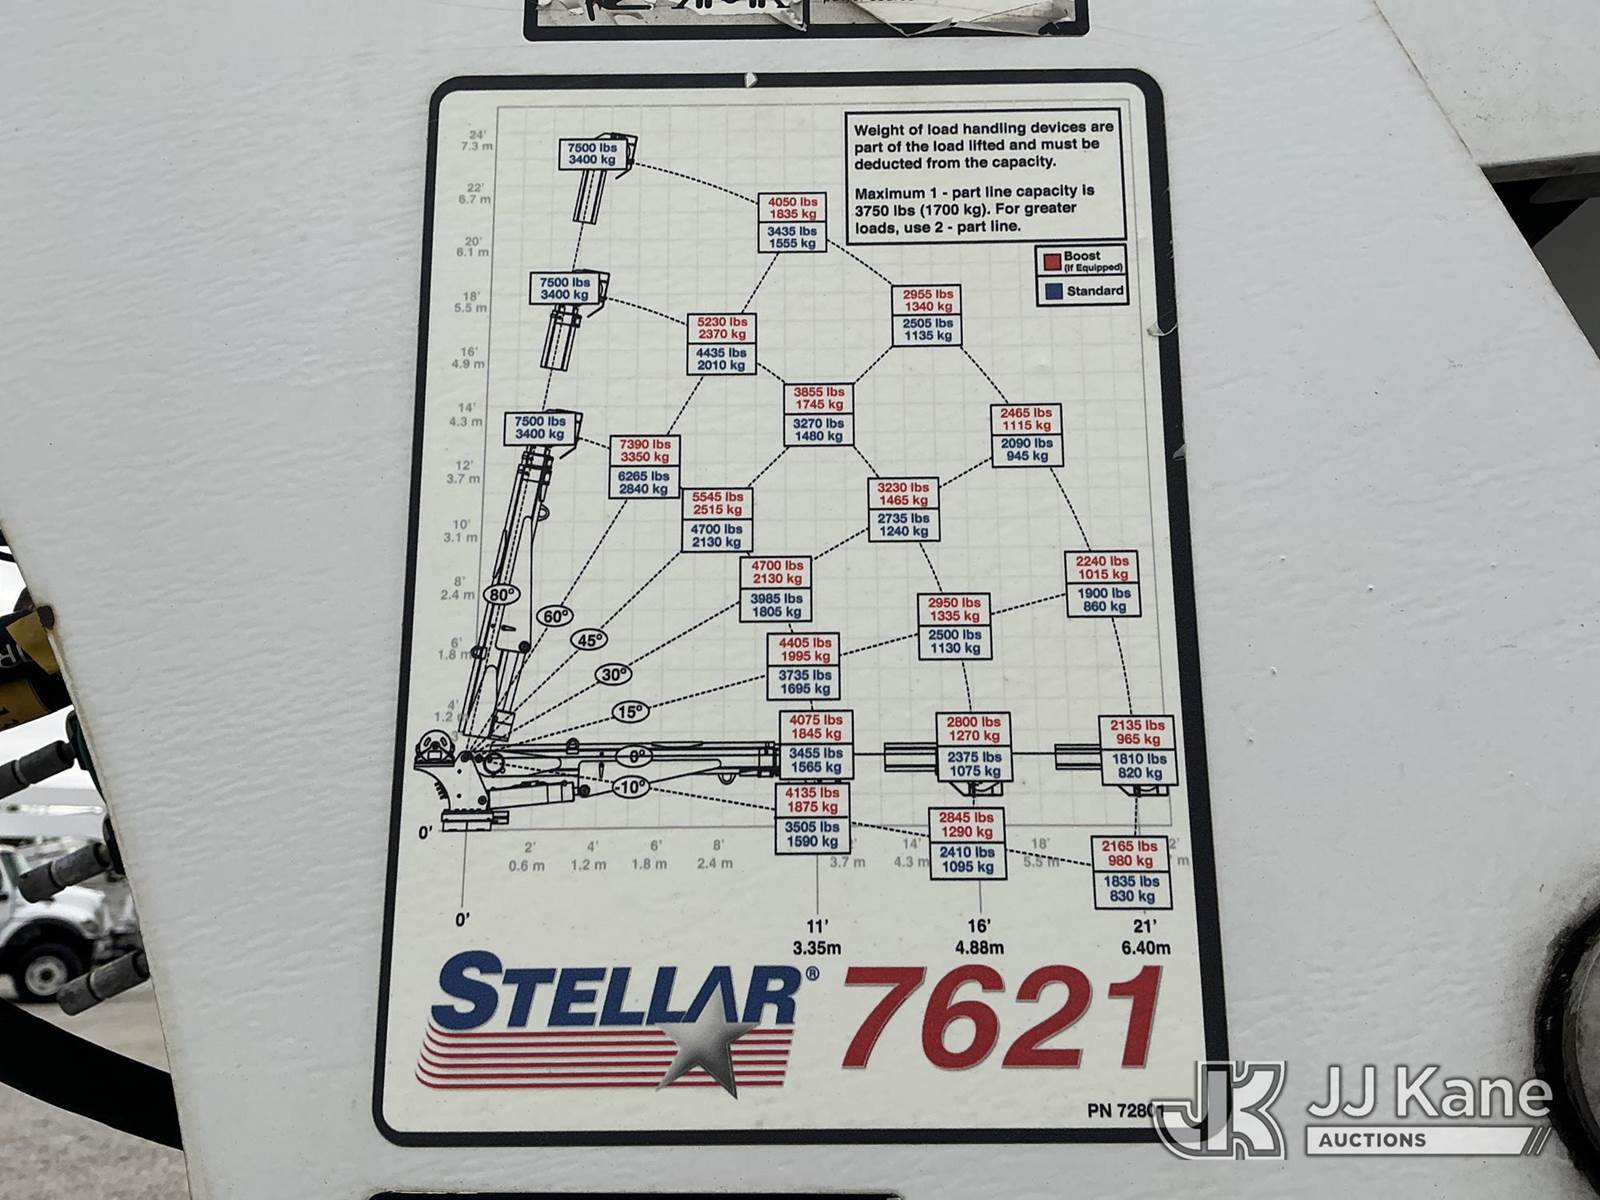 Weight of load handling devices are
part of the load lifted and must be
deducted from the capacity.
Maximum 1 - part line capacity is
3750 lbs (1700 kg). For greater
loads, use 2 - part line.
Boost
(If Equipped)
Standard
24'
7.3 m
22'
6.7 m
20'
6.1 m
18'
5.5 m
16'
4.9 m
14'
4.3 m
12'
3.7 m
10'
3.1 m
8'
2.4 m
6'
1.8 m
4'
1.2 m
0'
7500 lbs
3400 kg
4050 lbs
1835 kg
3435 lbs
1555 kg
7500 lbs
3400 kg
2955 lbs
1340 kg
2505 lbs
1135 kg
5230 lbs
2370 kg
4435 lbs
2010 kg
3855 lbs
1745 kg
3270 lbs
1480 kg
2465 lbs
1115 kg
2090 lbs
945 kg
7500 lbs
3400 kg
7390 lbs
3350 kg
6265 lbs
2840 kg
5545 lbs
2515 kg
4700 lbs
2130 kg
3230 lbs
1465 kg
2735 lbs
1240 kg
4700 lbs
2130 kg
3985 lbs
1805 kg
2240 lbs
1015 kg
1900 lbs
860 kg
2950 lbs
1335 kg
2500 lbs
1130 kg
4405 lbs
1995 kg
3735 lbs
1695 kg
80°
60°
45°
30°
15°
0°
-10°
4075 lbs
1845 kg
3455 lbs
1565 kg
2800 lbs
1270 kg
2375 lbs
1075 kg
2135 lbs
965 kg
1810 lbs
820 kg
4135 lbs
1875 kg
3505 lbs
1590 kg
2845 lbs
1290 kg
2410 lbs
1095 kg
2165 lbs
980 kg
1835 lbs
830 kg
2'
0.6 m
4'
1.2 m
6'
1.8 m
8'
2.4 m
3.7 m
14'
4.3 m
18'
5.5 m
0'
11'
3.35m
16'
4.88m
21'
6.40m
STELLAR® 7621
PN 72801
JK JJ Kane
AUCTIONS